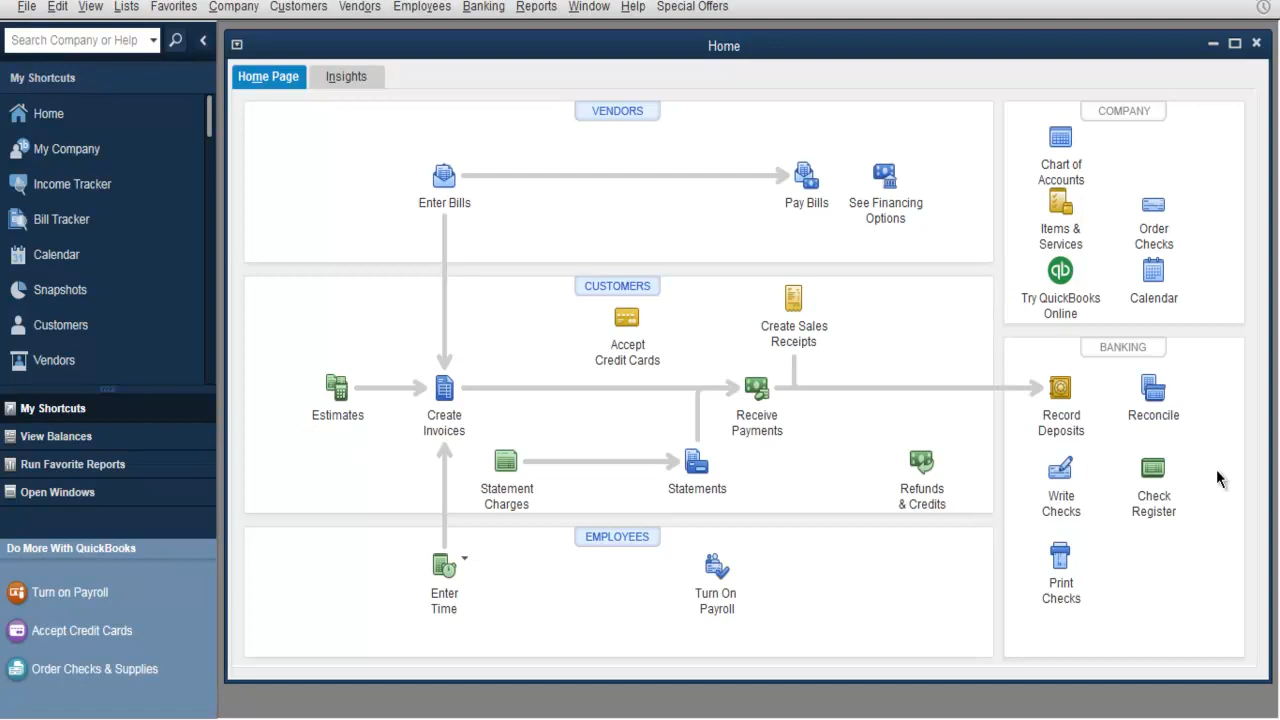 File Edit View Lists Favorites Company Customers Vendors Employees Banking Reports Window Help Special Offers
Search Company or Help
My Shortcuts
Home
My Company
Income Tracker
Bill Tracker
Calendar
Snapshots
Customers
Vendors
My Shortcuts
View Balances
Run Favorite Reports
Open Windows
Do More With QuickBooks
Turn on Payroll
Accept Credit Cards
Order Checks & Supplies
Home
Home Page
Insights
VENDORS
Enter Bills
Pay Bills
See Financing
Options
CUSTOMERS
Accept
Credit Cards
Create Sales
Receipts
Estimates
Create
Invoices
Receive
Payments
Statement
Charges
Statements
Refunds
& Credits
EMPLOYEES
Enter
Time
Turn On
Payroll
COMPANY
Chart of
Accounts
Items &
Services
Order
Checks
qb
Try QuickBooks
Online
Calendar
BANKING
Record
Deposits
Reconcile
Write
Checks
Check
Register
Print
Checks